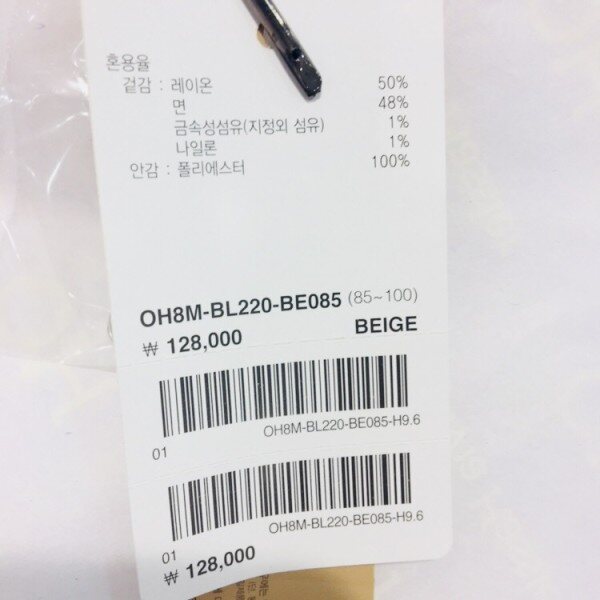 혼용율
겉감 : 레이온 50%
면 48%
금속성섬유(지정외 섬유) 1%
나일론 1%
안감 : 폴리에스터 100%
OH8M-BL220-BE085 (85~100)
₩ 128,000 BEIGE
01 OH8M-BL220-BE085-H9.6
01 OH8M-BL220-BE085-H9.6
₩ 128,000